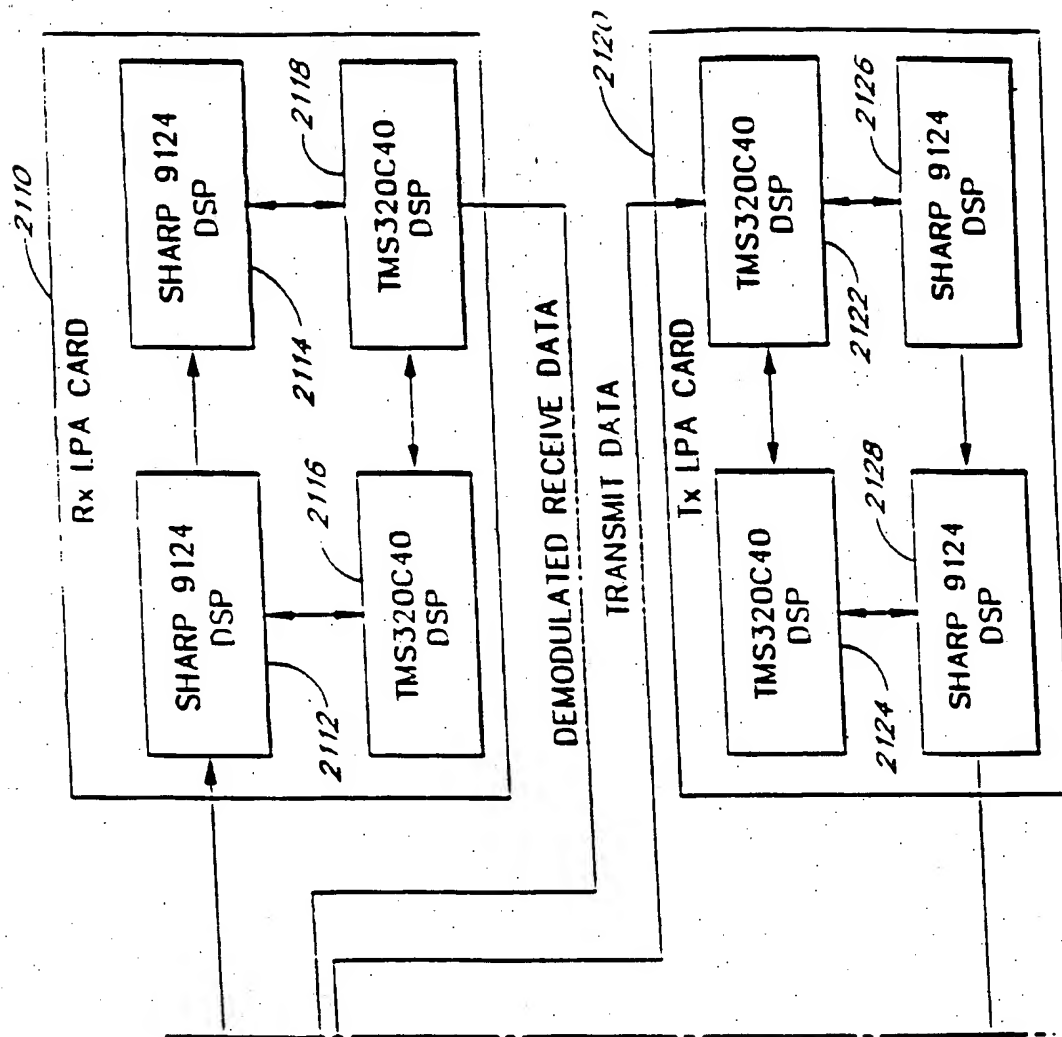 2110
Rx LPA CARD
SHARP 9124
DSP
SHARP 9124
DSP
2112
2114
2116
2118
TMS320C40
DSP
TMS320C40
DSP
DEMODULATED RECEIVE DATA
TRANSMIT DATA
2120
Tx LPA CARD
TMS320C40
DSP
TMS320C40
DSP
2124
2122
2128
2126
SHARP 9124
DSP
SHARP 9124
DSP